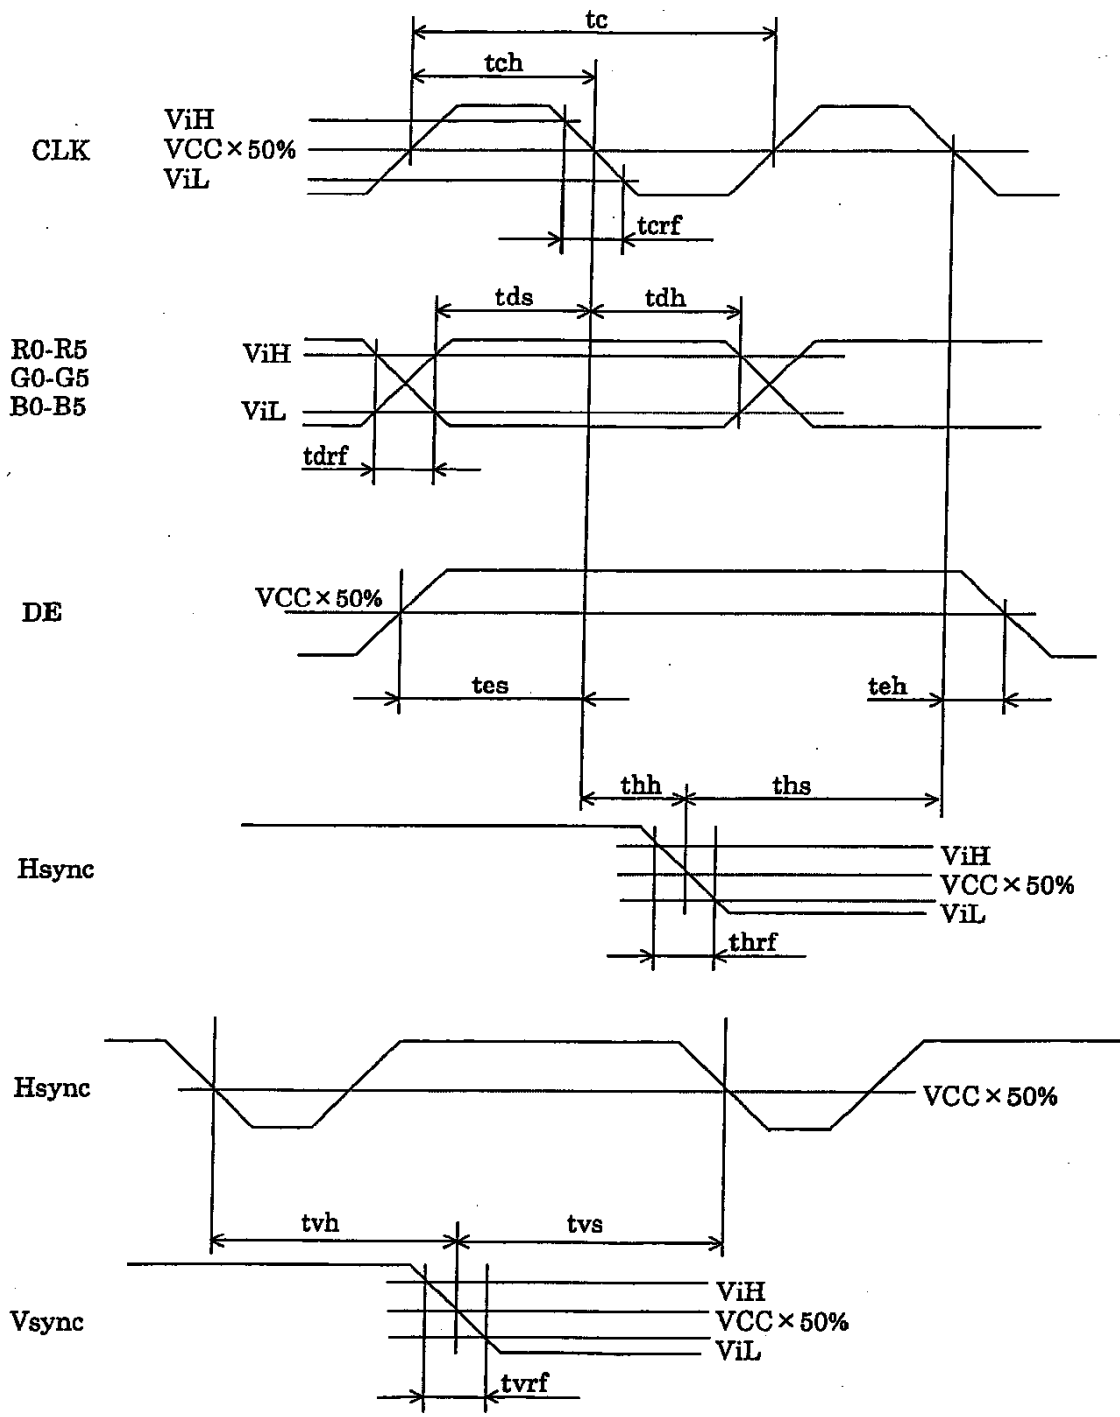 tc
tch
ViH
CLK
VCC×50%
ViL
tcrf
tds
tdh
R0-R5
ViH
G0-G5
B0-B5
ViL
tdrf
VCC×50%
DE
tes
teh
thh
ths
Hsync
ViH
VCC×50%
ViL
thrf
Hsync
VCC×50%
tvh
tvs
ViH
Vsync
VCC×50%
ViL
tvrf